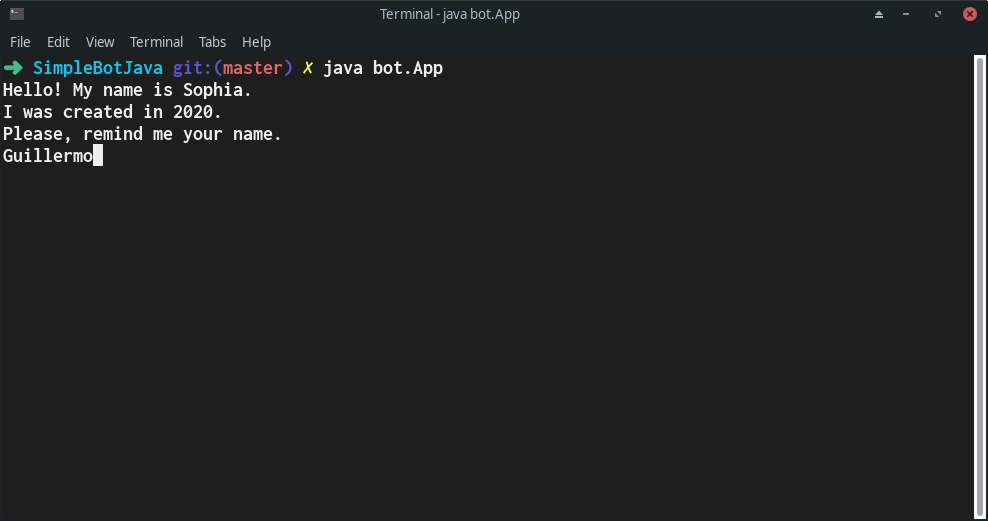 Terminal - java bot.App
File Edit View Terminal Tabs Help
➜ SimpleBotJava git:(master) ✗ java bot.App
Hello! My name is Sophia.
I was created in 2020.
Please, remind me your name.
Guillermo